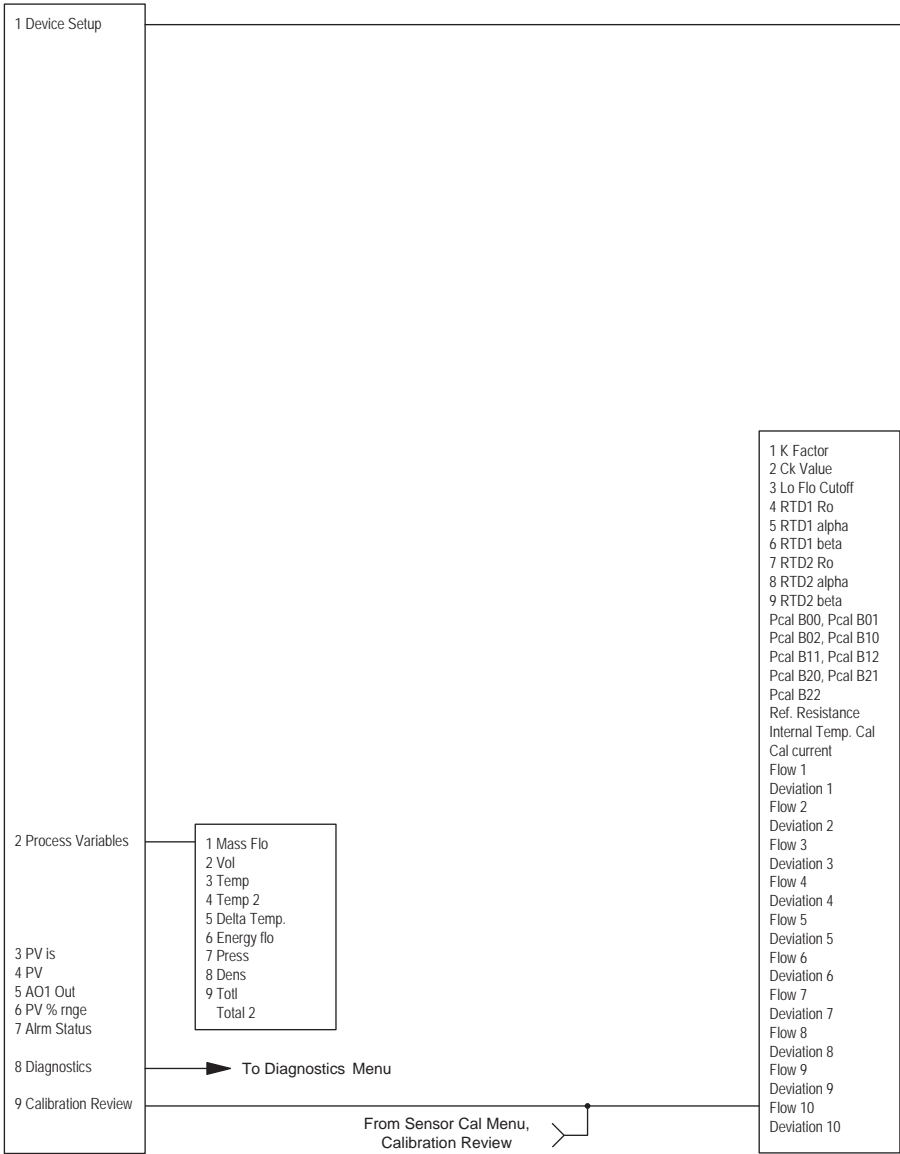 1 Device Setup
2 Process Variables
3 PV is
4 PV
5 AO1 Out
6 PV % rnge
7 Alrm Status
8 Diagnostics
9 Calibration Review
1 Mass Flo
2 Vol
3 Temp
4 Temp 2
5 Delta Temp.
6 Energy flo
7 Press
8 Dens
9 Totl
Total 2
To Diagnostics Menu
From Sensor Cal Menu,
Calibration Review
1 K Factor
2 Ck Value
3 Lo Flo Cutoff
4 RTD1 Ro
5 RTD1 alpha
6 RTD1 beta
7 RTD2 Ro
8 RTD2 alpha
9 RTD2 beta
Pcal B00, Pcal B01
Pcal B02, Pcal B10
Pcal B11, Pcal B12
Pcal B20, Pcal B21
Pcal B22
Ref. Resistance
Internal Temp. Cal
Cal current
Flow 1
Deviation 1
Flow 2
Deviation 2
Flow 3
Deviation 3
Flow 4
Deviation 4
Flow 5
Deviation 5
Flow 6
Deviation 6
Flow 7
Deviation 7
Flow 8
Deviation 8
Flow 9
Deviation 9
Flow 10
Deviation 10